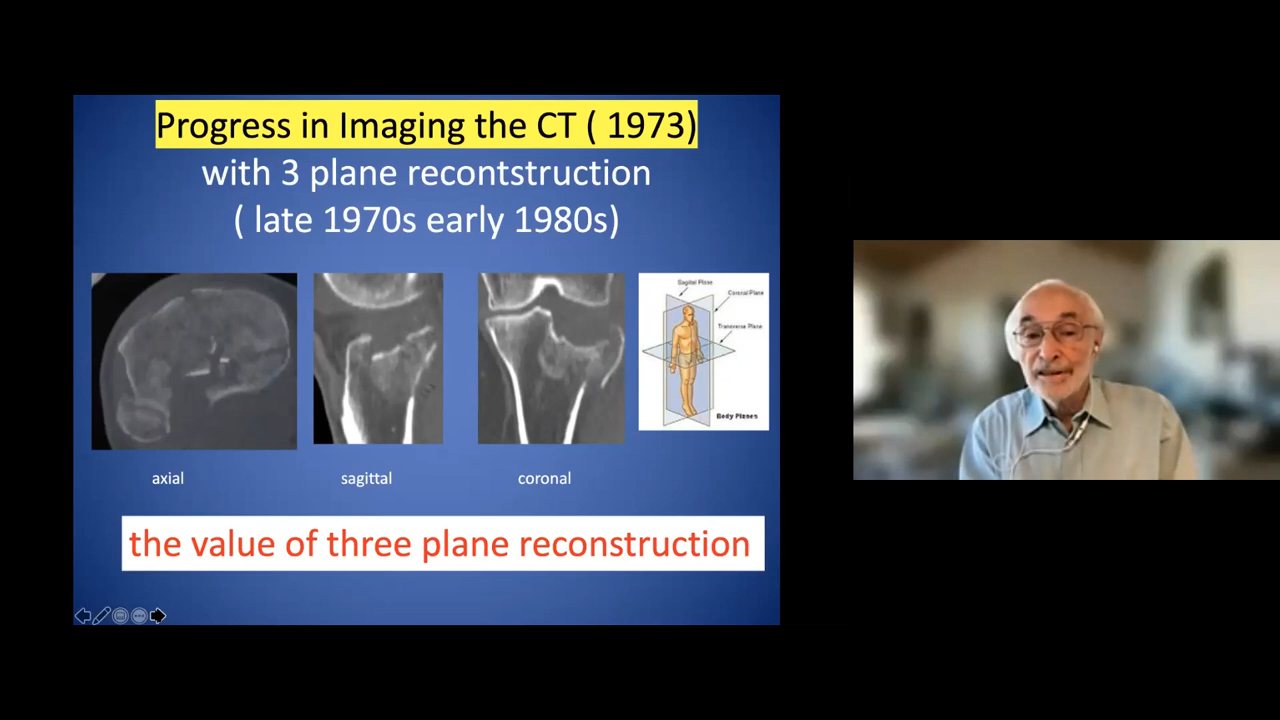 Progress in Imaging the CT ( 1973)
with 3 plane recontstruction
( late 1970s early 1980s)
Sagital Plane
Coronal Plane
Transverse Plane
Body Planes
axial
sagittal
coronal
the value of three plane reconstruction